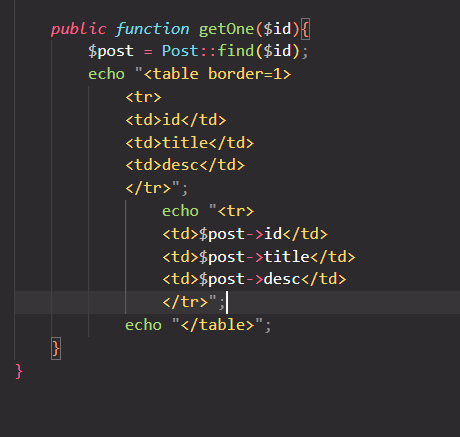 public function getOne($id){
$post = Post::find($id);
echo "<table border=1>
<tr>
<td>id</td>
<td>title</td>
<td>desc</td>
</tr>";
echo "<tr>
<td>$post->id</td>
<td>$post->title</td>
<td>$post->desc</td>
</tr>";
echo "</table>";
}
}